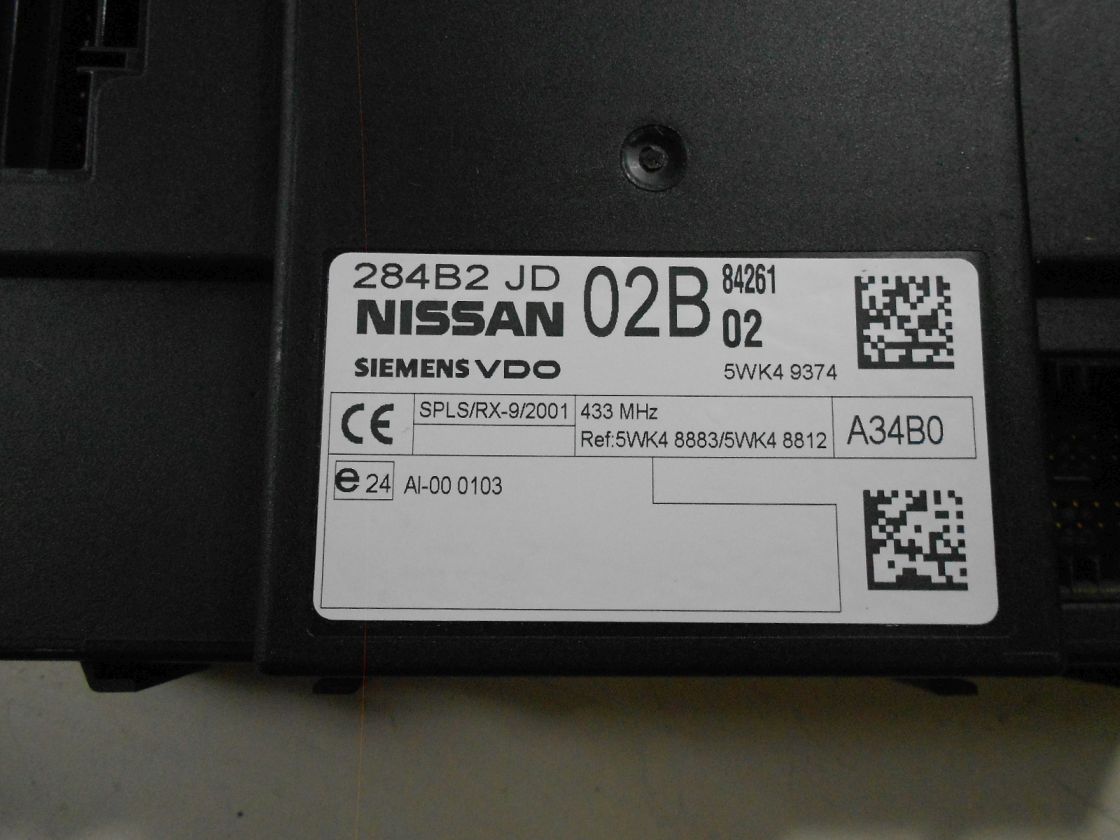 284B2 JD 02B 84261
NISSAN 02
SIEMENS VDO 5WK4 9374
CE SPLS/RX-9/2001 433 MHz
Ref:5WK4 8883/5WK4 8812 A34B0
e 24 AI-00 0103